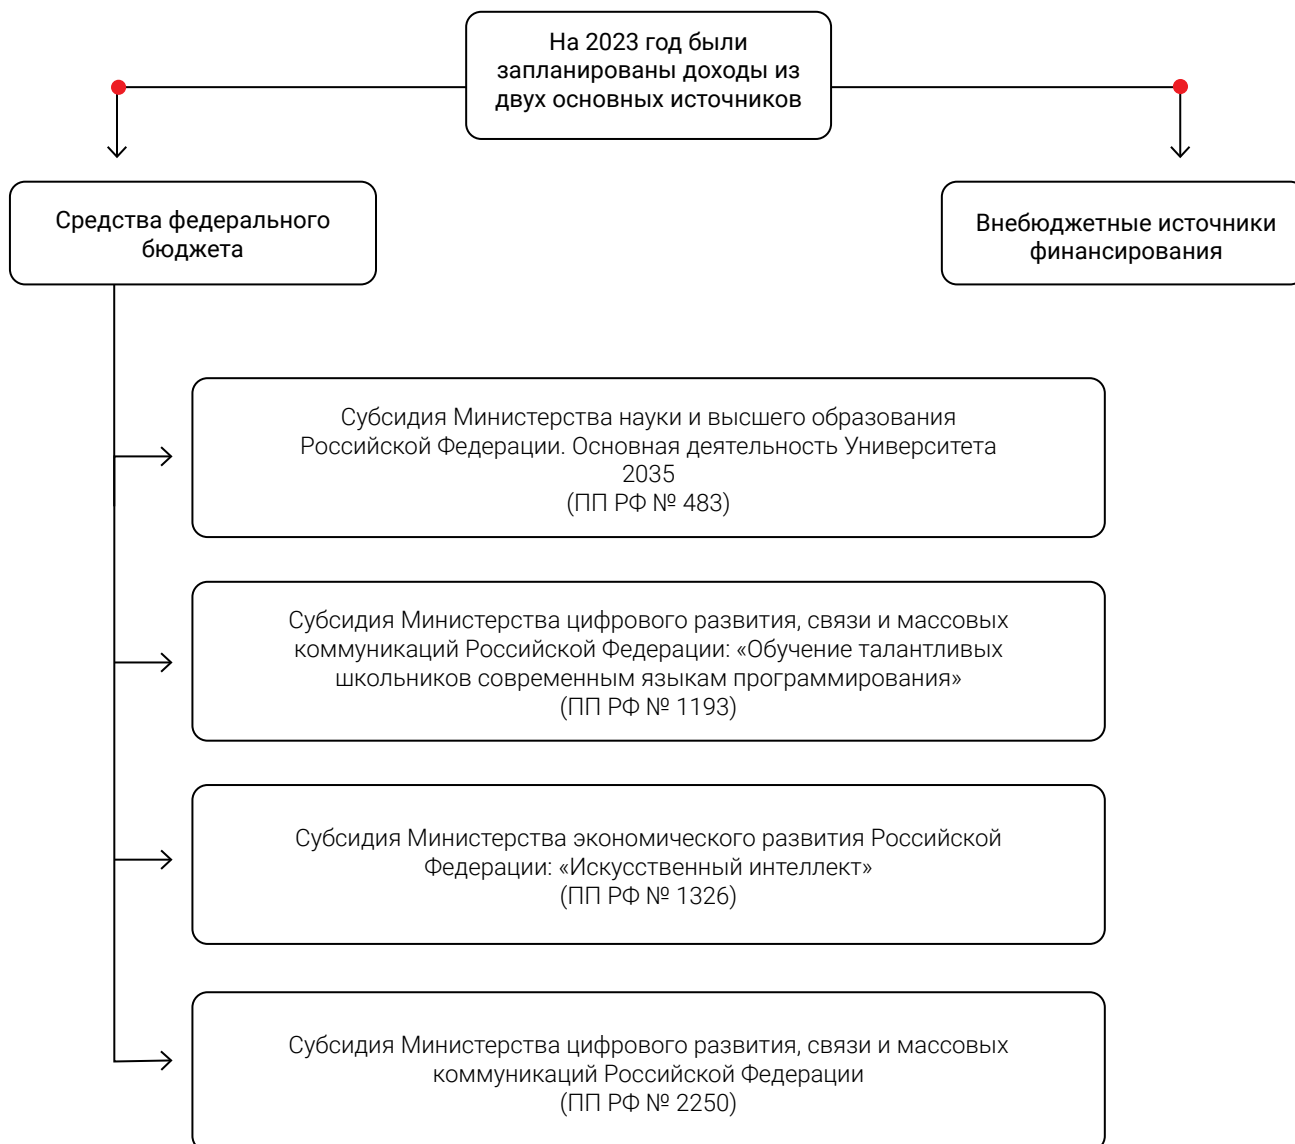 На 2023 год были
запланированы доходы из
двух основных источников
Средства федерального
бюджета
Внебюджетные источники
финансирования
Субсидия Министерства науки и высшего образования
Российской Федерации. Основная деятельность Университета
2035
(ПП РФ № 483)
Субсидия Министерства цифрового развития, связи и массовых
коммуникаций Российской Федерации: «Обучение талантливых
школьников современным языкам программирования»
(ПП РФ № 1193)
Субсидия Министерства экономического развития Российской
Федерации: «Искусственный интеллект»
(ПП РФ № 1326)
Субсидия Министерства цифрового развития, связи и массовых
коммуникаций Российской Федерации
(ПП РФ № 2250)